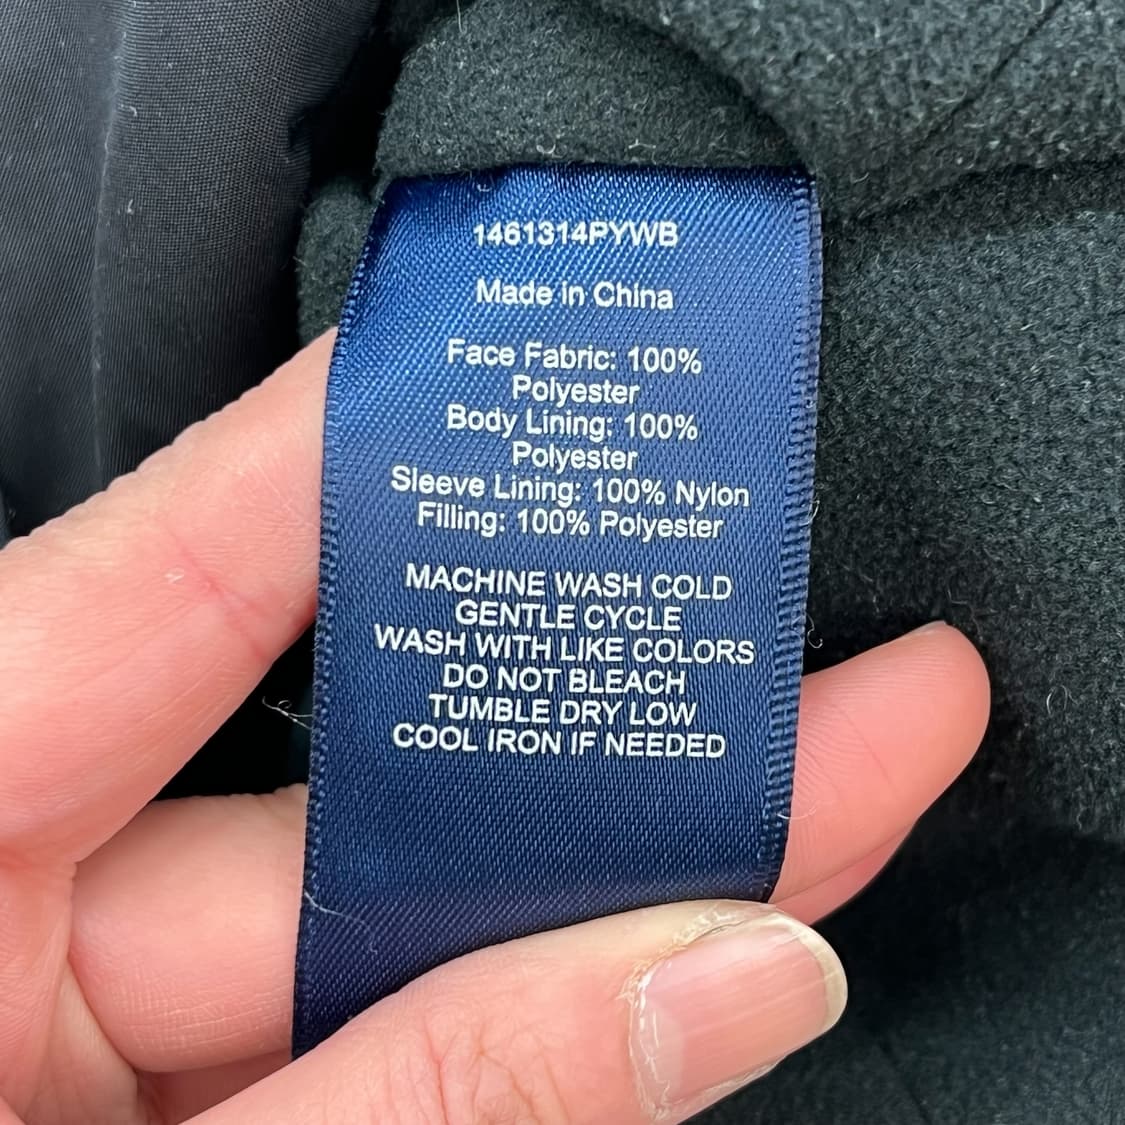 1461314PYWB
Made in China
Face Fabric: 100%
Polyester
Body Lining: 100%
Polyester
Sleeve Lining: 100% Nylon
Filling: 100% Polyester
MACHINE WASH COLD
GENTLE CYCLE
WASH WITH LIKE COLORS
DO NOT BLEACH
TUMBLE DRY LOW
COOL IRON IF NEEDED